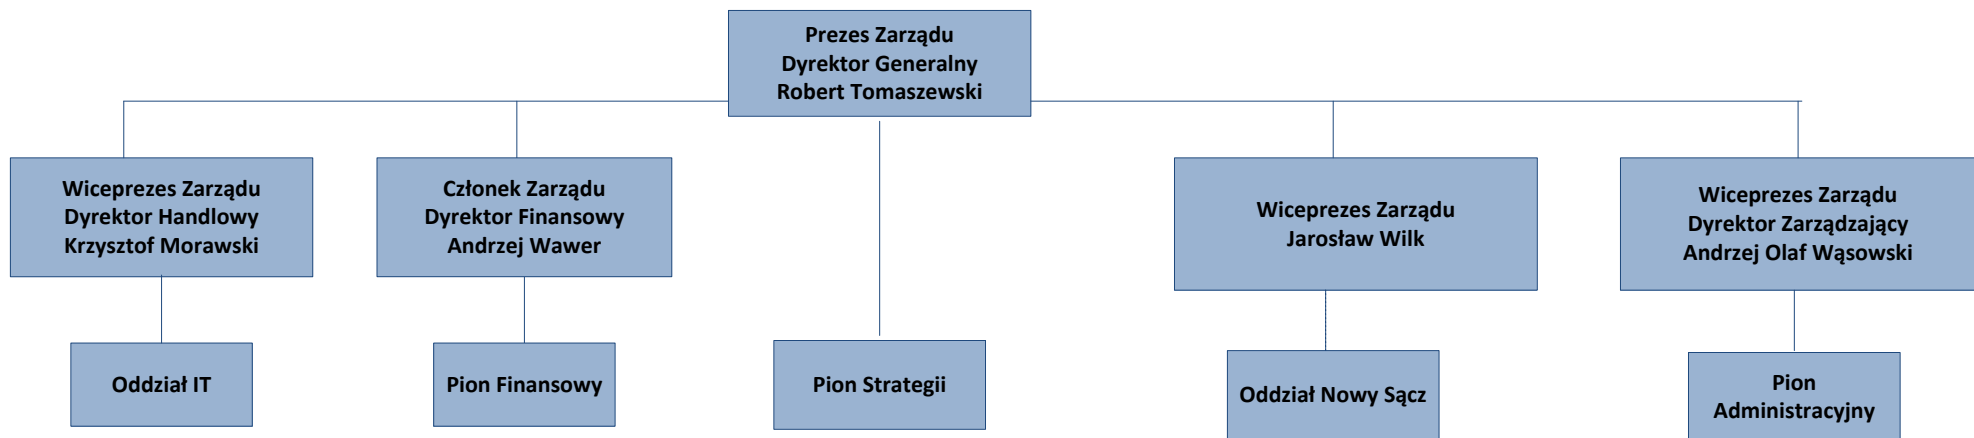 Prezes Zarządu
Dyrektor Generalny
Robert Tomaszewski
Wiceprezes Zarządu
Dyrektor Handlowy
Krzysztof Morawski
Członek Zarządu
Dyrektor Finansowy
Andrzej Wawer
Wiceprezes Zarządu
Jarosław Wilk
Wiceprezes Zarządu
Dyrektor Zarządzający
Andrzej Olaf Wąsowski
Oddział IT
Pion Finansowy
Pion Strategii
Oddział Nowy Sącz
Pion
Administracyjny